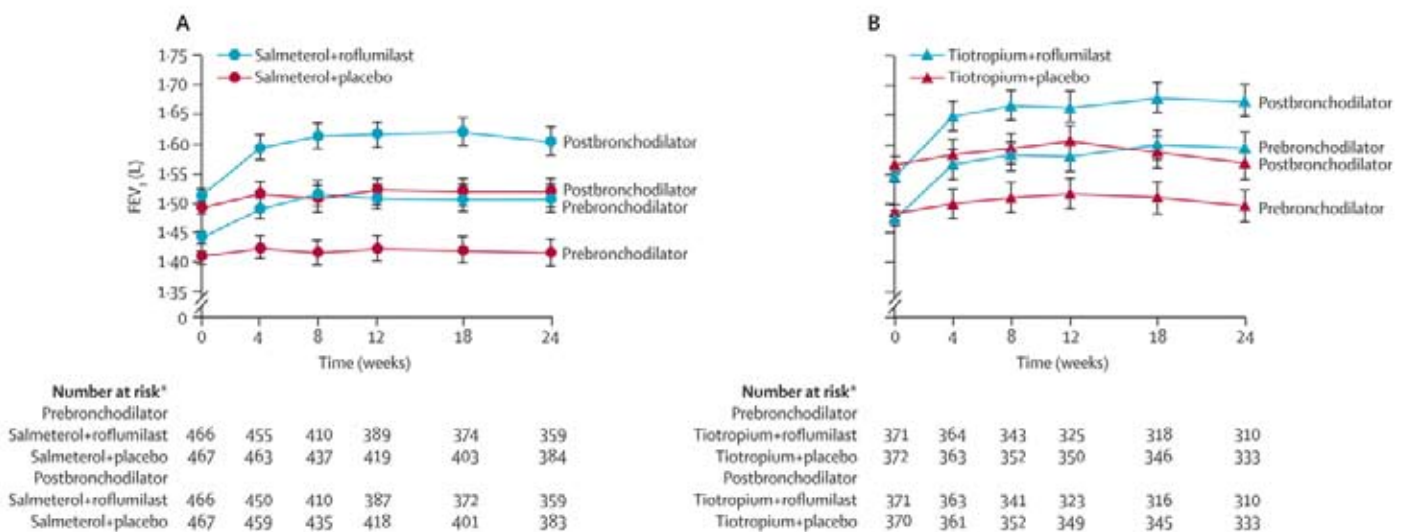 A
1·75
1·70
1·65
1·60
1·55
1·50
1·45
1·40
1·35
0
FEV₁ (L)
Salmeterol+roflumilast
Salmeterol+placebo
Postbronchodilator
Postbronchodilator
Prebronchodilator
Prebronchodilator
0 4 8 12 18 24
Time (weeks)
Number at risk*
Prebronchodilator
Salmeterol+roflumilast 466 455 410 389 374 359
Salmeterol+placebo 467 463 437 419 403 384
Postbronchodilator
Salmeterol+roflumilast 466 450 410 387 372 359
Salmeterol+placebo 467 459 435 418 401 383
B
Tiotropium+roflumilast
Tiotropium+placebo
Postbronchodilator
Prebronchodilator
Postbronchodilator
Prebronchodilator
0 4 8 12 18 24
Time (weeks)
Number at risk*
Prebronchodilator
Tiotropium+roflumilast 371 364 343 325 318 310
Tiotropium+placebo 372 363 352 350 346 333
Postbronchodilator
Tiotropium+roflumilast 371 363 341 323 316 310
Tiotropium+placebo 370 361 352 349 345 333